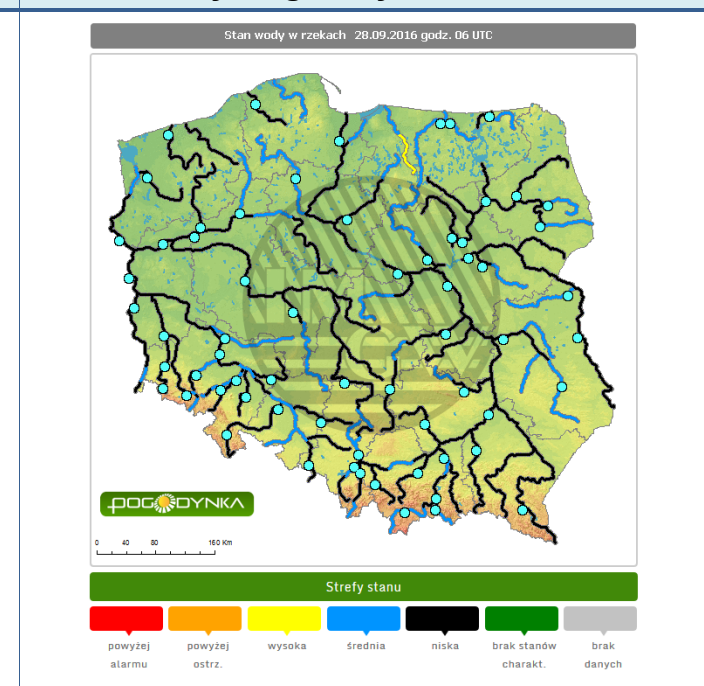 Stan wody w rzekach 28.09.2016 godz. 06 UTC
POGODYNKA
0 40 80 160 Km
Strefy stanu
powyżej alarmu
powyżej ostrz.
wysoka
średnia
niska
brak stanów charakt.
brak danych